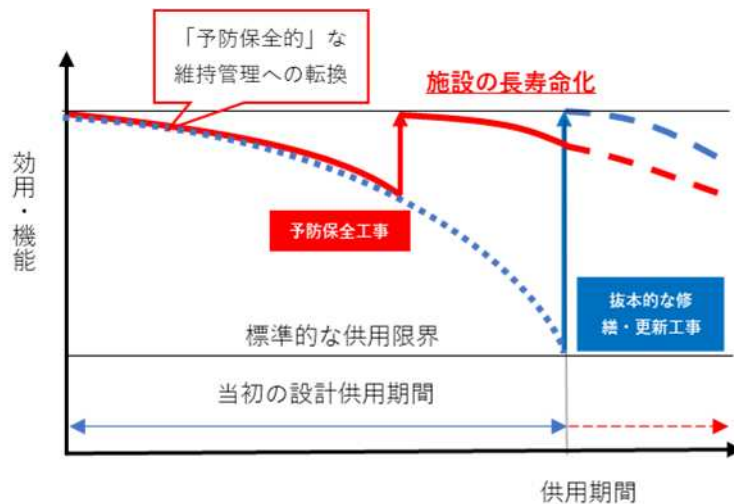 「予防保全的」な
維持管理への転換
施設の長寿命化
効用・機能
予防保全工事
抜本的な修
繕・更新工事
標準的な供用限界
当初の設計供用期間
供用期間